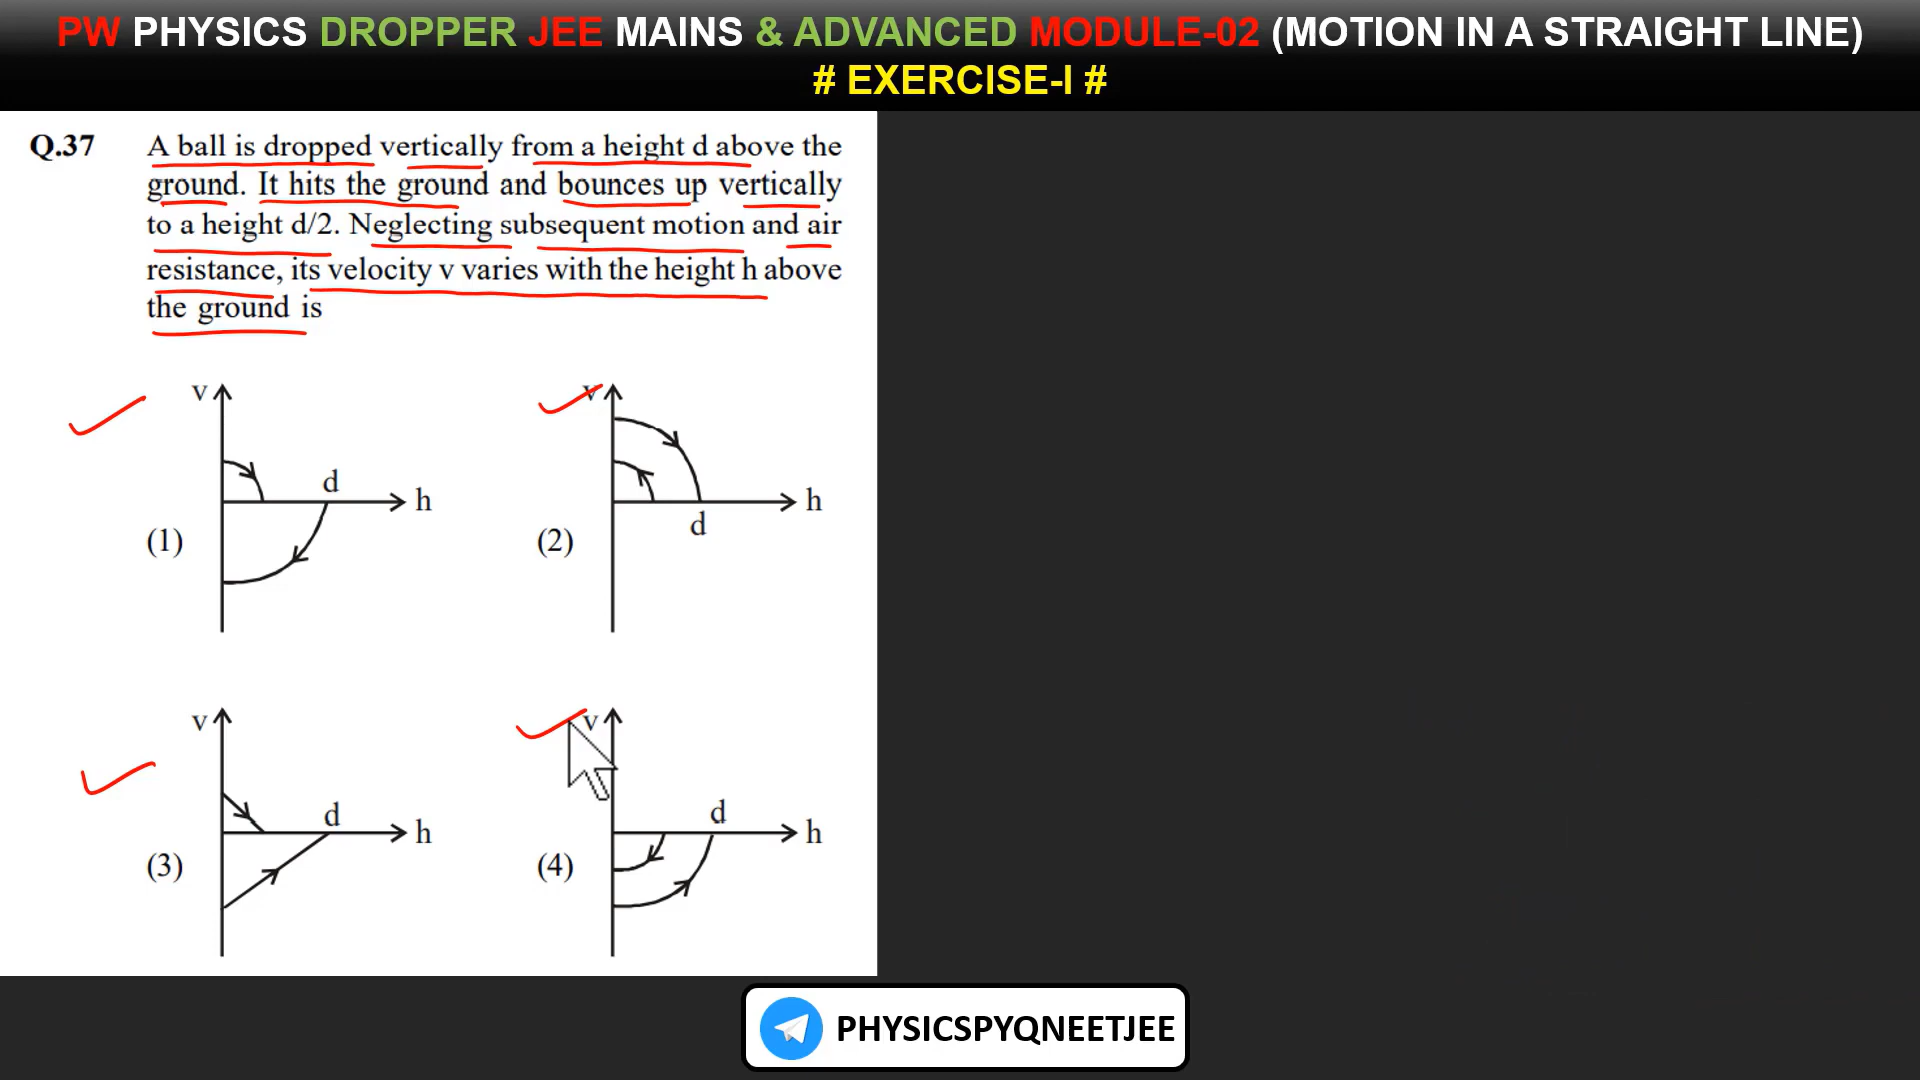 PW PHYSICS DROPPER JEE MAINS & ADVANCED MODULE-02 (MOTION IN A STRAIGHT LINE)
# EXERCISE-I #
Q.37 A ball is dropped vertically from a height d above the
ground. It hits the ground and bounces up vertically
to a height d/2. Neglecting subsequent motion and air
resistance, its velocity v varies with the height h above
the ground is
v
d
h
(1)
v
h
d
(2)
v
d
h
(3)
v
d
h
(4)
PHYSICSPYQNEETJEE